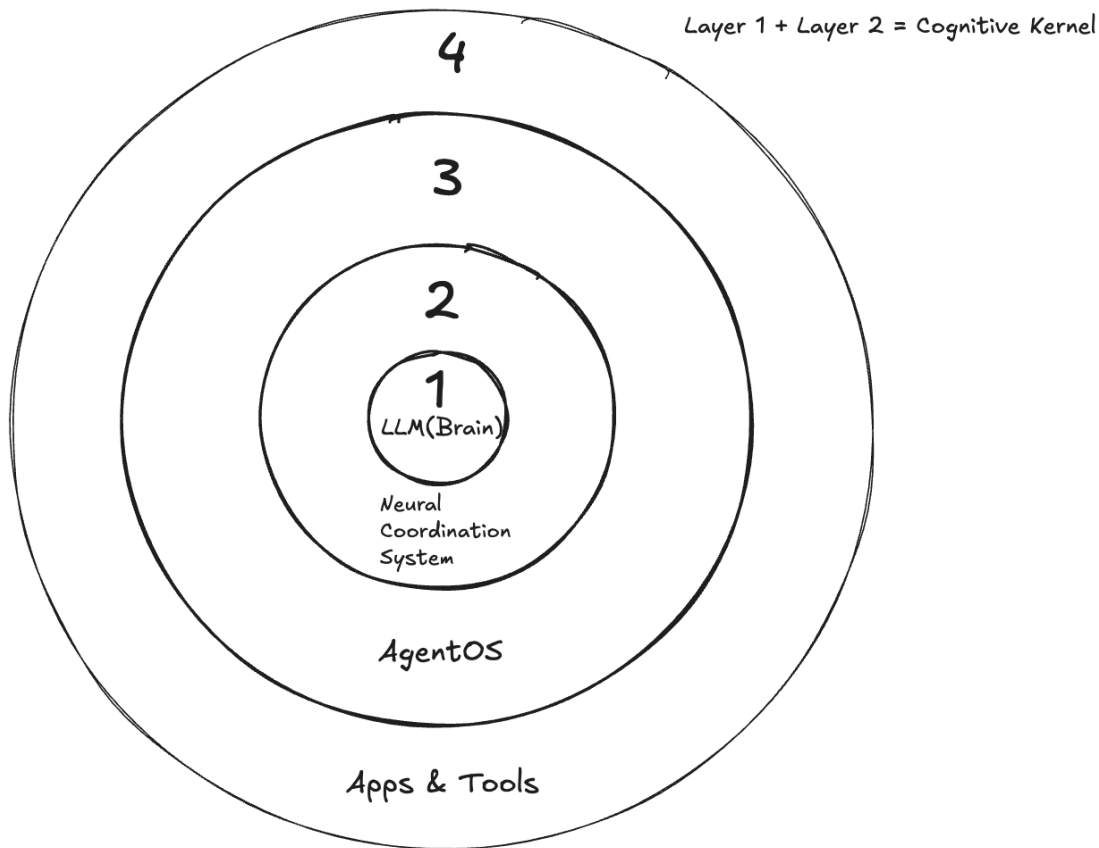 Layer 1 + Layer 2 = Cognitive Kernel
4
3
2
1
LLM(Brain)
Neural
Coordination
System
AgentOS
Apps & Tools